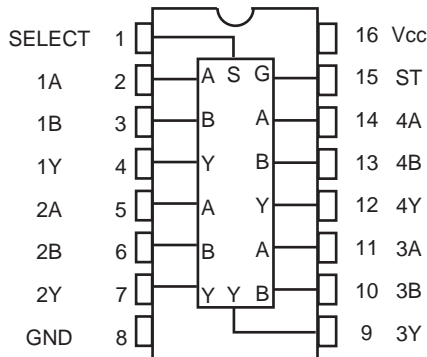 SELECT 1 16 Vcc
1A 2 A S G 15 ST
1B 3 B A 14 4A
1Y 4 Y B 13 4B
2A 5 A Y 12 4Y
2B 6 B A 11 3A
2Y 7 Y Y B 10 3B
GND 8 9 3Y